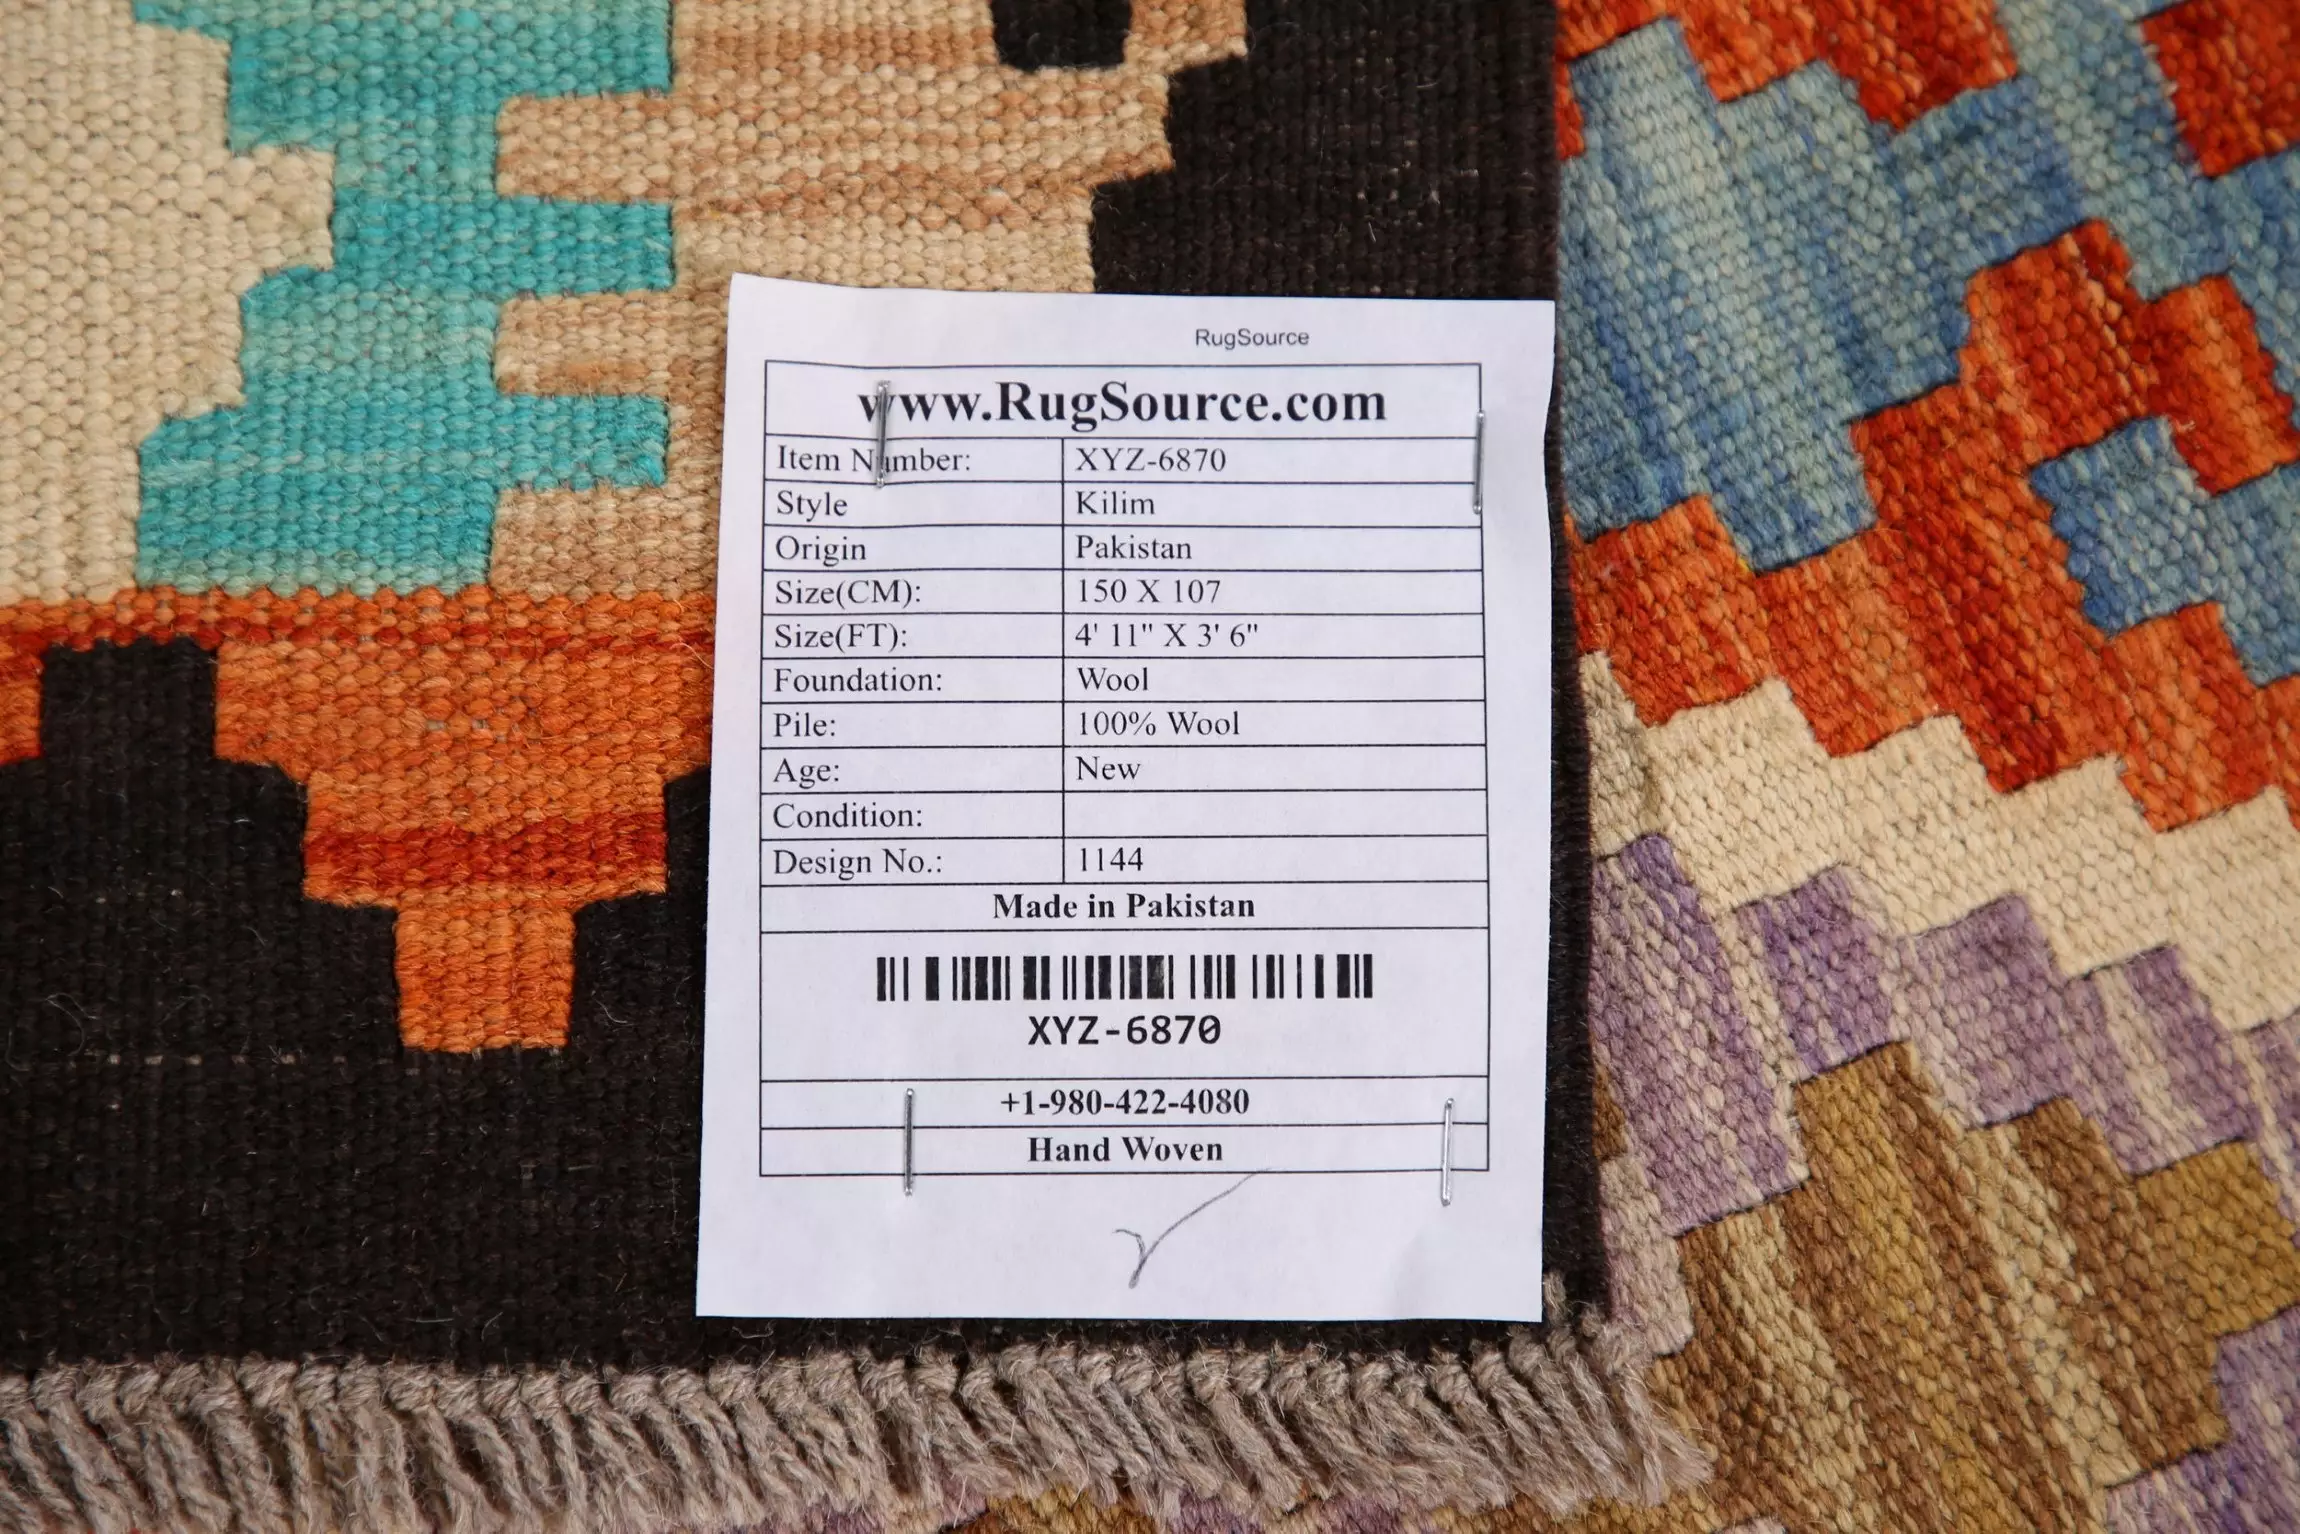 RugSource
www.RugSource.com
Item Number: XYZ-6870
Style Kilim
Origin Pakistan
Size(CM): 150 X 107
Size(FT): 4' 11" X 3' 6"
Foundation: Wool
Pile: 100% Wool
Age: New
Condition:
Design No.: 1144
Made in Pakistan
XYZ-6870
+1-980-422-4080
Hand Woven